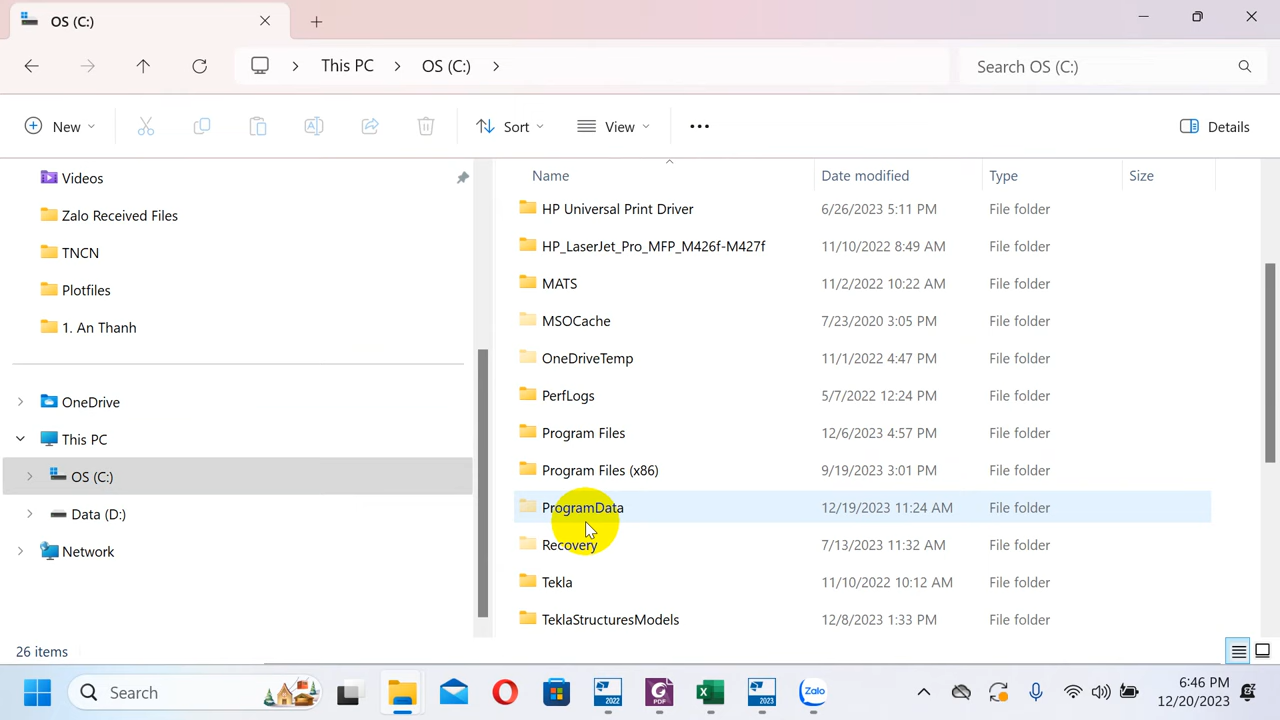 OS (C:)
This PC
OS (C:)
Search OS (C:)
New
Sort
View
Details
Videos
Zalo Received Files
TNCN
Plotfiles
1. An Thanh
OneDrive
This PC
OS (C:)
Data (D:)
Network
Name Date modified Type Size
HP Universal Print Driver 6/26/2023 5:11 PM File folder
HP_LaserJet_Pro_MFP_M426f-M427f 11/10/2022 8:49 AM File folder
MATS 11/2/2022 10:22 AM File folder
MSOCache 7/23/2020 3:05 PM File folder
OneDriveTemp 11/1/2022 4:47 PM File folder
PerfLogs 5/7/2022 12:24 PM File folder
Program Files 12/6/2023 4:57 PM File folder
Program Files (x86) 9/19/2023 3:01 PM File folder
ProgramData 12/19/2023 11:24 AM File folder
Recovery 7/13/2023 11:32 AM File folder
Tekla 11/10/2022 10:12 AM File folder
TeklaStructuresModels 12/8/2023 1:33 PM File folder
26 items
Search
2022
PDF
2023
Zalo
6:46 PM
12/20/2023